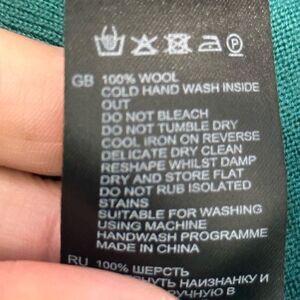 GB 100% WOOL
COLD HAND WASH INSIDE
OUT
DO NOT BLEACH
DO NOT TUMBLE DRY
COOL IRON ON REVERSE
DELICATE DRY CLEAN
RESHAPE WHILST DAMP
DRY AND STORE FLAT
DO NOT RUB ISOLATED
STAINS
SUITABLE FOR WASHING
USING MACHINE
HANDWASH PROGRAMME
MADE IN CHINA
RU 100% ШЕРСТЬ
НАИЗНАНКУ И
ВРУЧНУЮ В